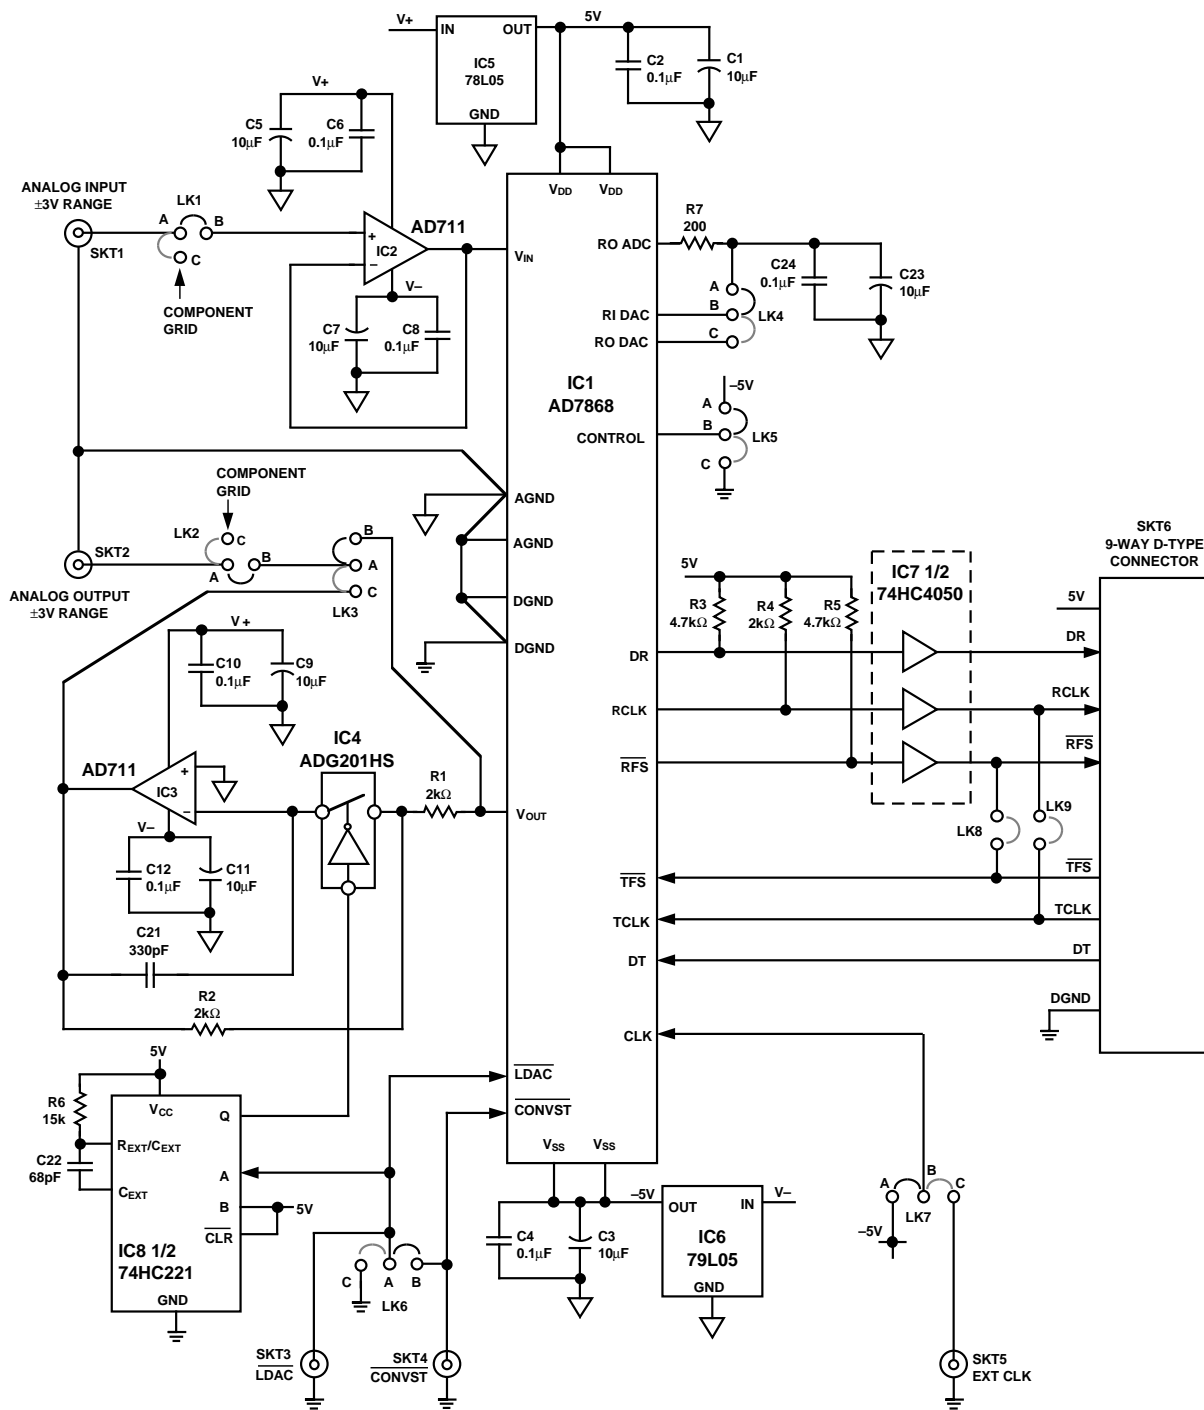 V+
IN
OUT
5V
IC5
78L05
GND
C2
0.1µF
C1
10µF
V+
C5
10µF
C6
0.1µF
ANALOG INPUT
±3V RANGE
LK1
A
B
C
SKT1
COMPONENT
GRID
AD711
+
IC2
–
V–
C7
10µF
C8
0.1µF
VDD
VDD
VIN
RO ADC
R7
200
C24
0.1µF
C23
10µF
A
B
C
LK4
RI DAC
RO DAC
IC1
AD7868
–5V
A
B
C
LK5
CONTROL
COMPONENT
GRID
LK2
C
B
A
SKT2
ANALOG OUTPUT
±3V RANGE
B
A
C
LK3
AGND
AGND
DGND
DGND
V+
C10
0.1µF
C9
10µF
AD711
+
IC3
–
V–
C12
0.1µF
C11
10µF
IC4
ADG201HS
R1
2kΩ
VOUT
C21
330pF
R2
2kΩ
5V
R3
4.7kΩ
R4
2kΩ
R5
4.7kΩ
IC7 1/2
74HC4050
SKT6
9-WAY D-TYPE
CONNECTOR
5V
DR
DR
RCLK
RCLK
RFS
RFS
LK8
LK9
TFS
TFS
TCLK
TCLK
DT
DT
DGND
CLK
LDAC
CONVST
5V
R6
15k
C22
68pF
VCC
REXT/CEXT
CEXT
Q
A
B
CLR
5V
IC8 1/2
74HC221
GND
C
A
B
LK6
SKT3
LDAC
SKT4
CONVST
VSS
VSS
–5V
C4
0.1µF
C3
10µF
OUT
IN
V–
IC6
79L05
GND
A
B
C
LK7
–5V
SKT5
EXT CLK